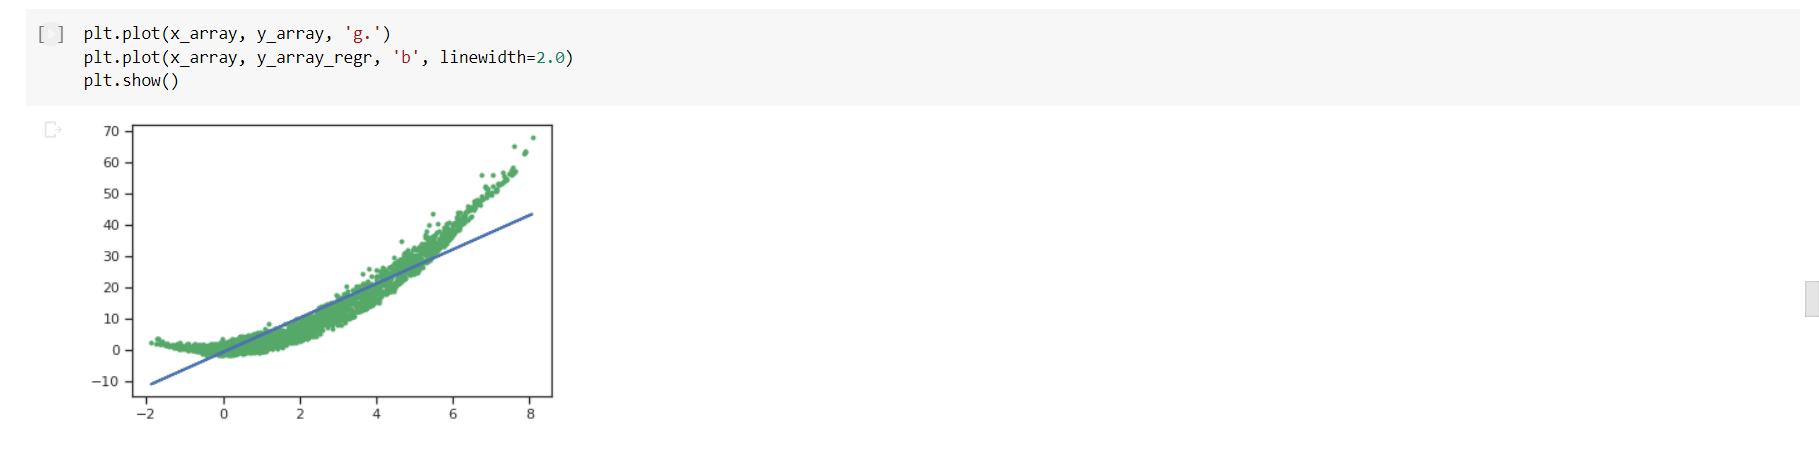 [ ] plt.plot(x_array, y_array, 'g.')
plt.plot(x_array, y_array_regr, 'b', linewidth=2.0)
plt.show()
70
60
50
40
30
20
10
0
−10
−2 0 2 4 6 8